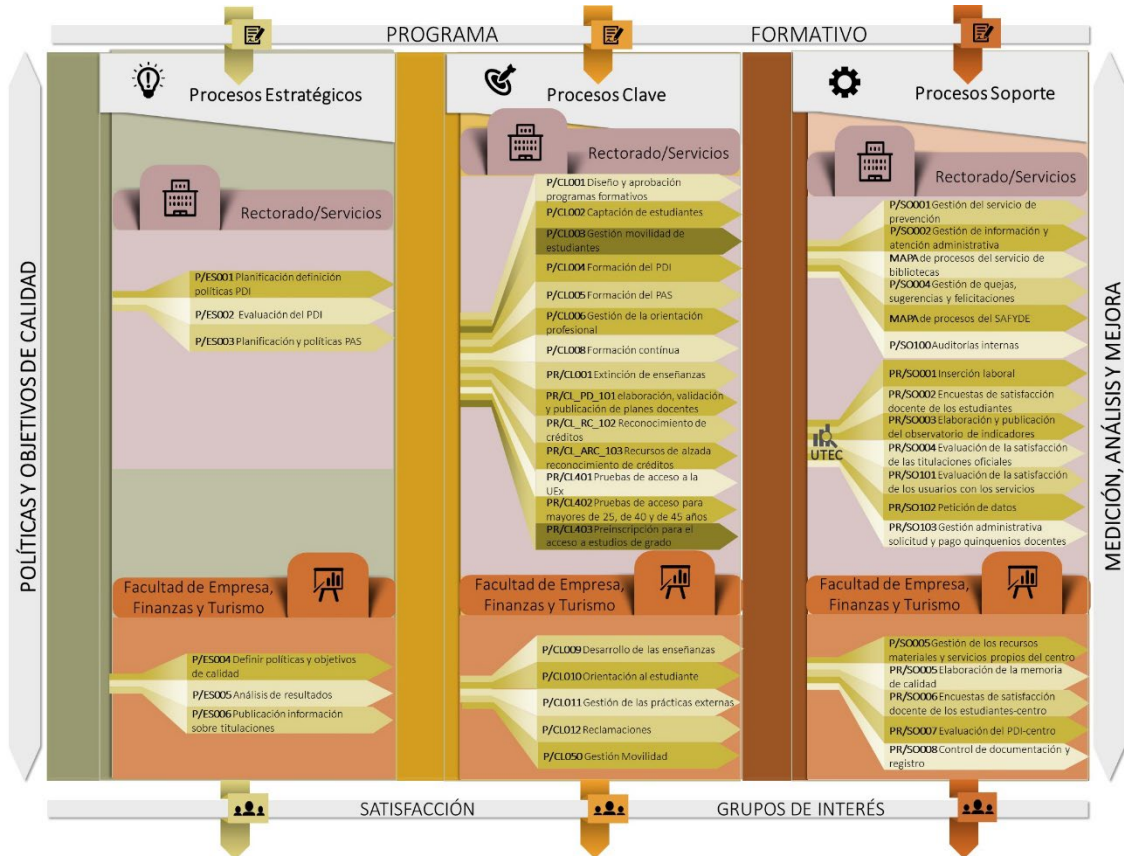 PROGRAMA FORMATIVO
POLÍTICAS Y OBJETIVOS DE CALIDAD
Procesos Estratégicos
Rectorado/Servicios
P/ES001 Planificación definición
políticas PDI
P/ES002 Evaluación del PDI
P/ES003 Planificación y políticas PAS
Facultad de Empresa,
Finanzas y Turismo
P/ES004 Definir políticas y objetivos
de calidad
P/ES005 Análisis de resultados
P/ES006 Publicación información
sobre titulaciones
Procesos Clave
Rectorado/Servicios
P/CL001 Diseño y aprobación
programas formativos
P/CL002 Captación de estudiantes
P/CL003 Gestión movilidad de
estudiantes
P/CL004 Formación del PDI
P/CL005 Formación del PAS
P/CL006 Gestión de la orientación
profesional
P/CL008 Formación contínua
PR/CL001 Extinción de enseñanzas
PR/CL_PD_101 elaboración, validación
y publicación de planes docentes
PR/CL_RC_102 Reconocimiento de
créditos
PR/CL_ARC_103 Recursos de alzada
reconocimiento de créditos
PR/CL401 Pruebas de acceso a la
UEx
PR/CL402 Pruebas de acceso para
mayores de 25, de 40 y de 45 años
PR/CL403 Preinscripción para el
acceso a estudios de grado
Facultad de Empresa,
Finanzas y Turismo
P/CL009 Desarrollo de las enseñanzas
P/CL010 Orientación al estudiante
P/CL011 Gestión de las prácticas externas
P/CL012 Reclamaciones
P/CL050 Gestión Movilidad
Procesos Soporte
Rectorado/Servicios
P/SO001 Gestión del servicio de
prevención
P/SO002 Gestión de información y
atención administrativa
MAPA de procesos del servicio de
bibliotecas
P/SO004 Gestión de quejas,
sugerencias y felicitaciones
MAPA de procesos del SAFYDE
P/SO100 Auditorías internas
UTEC
PR/SO001 Inserción laboral
PR/SO002 Encuestas de satisfacción
docente de los estudiantes
PR/SO003 Elaboración y publicación
del observatorio de indicadores
PR/SO004 Evaluación de la satisfacción
de las titulaciones oficiales
PR/SO101 Evaluación de la satisfacción
de los usuarios con los servicios
PR/SO102 Petición de datos
PR/SO103 Gestión administrativa
solicitud y pago quinquenios docentes
Facultad de Empresa,
Finanzas y Turismo
P/SO005 Gestión de los recursos
materiales y servicios propios del centro
PR/SO005 Elaboración de la memoria
de calidad
PR/SO006 Encuestas de satisfacción
docente de los estudiantes-centro
PR/SO007 Evaluación del PDI-centro
PR/SO008 Control de documentación y
registro
MEDICIÓN, ANÁLISIS Y MEJORA
SATISFACCIÓN GRUPOS DE INTERÉS